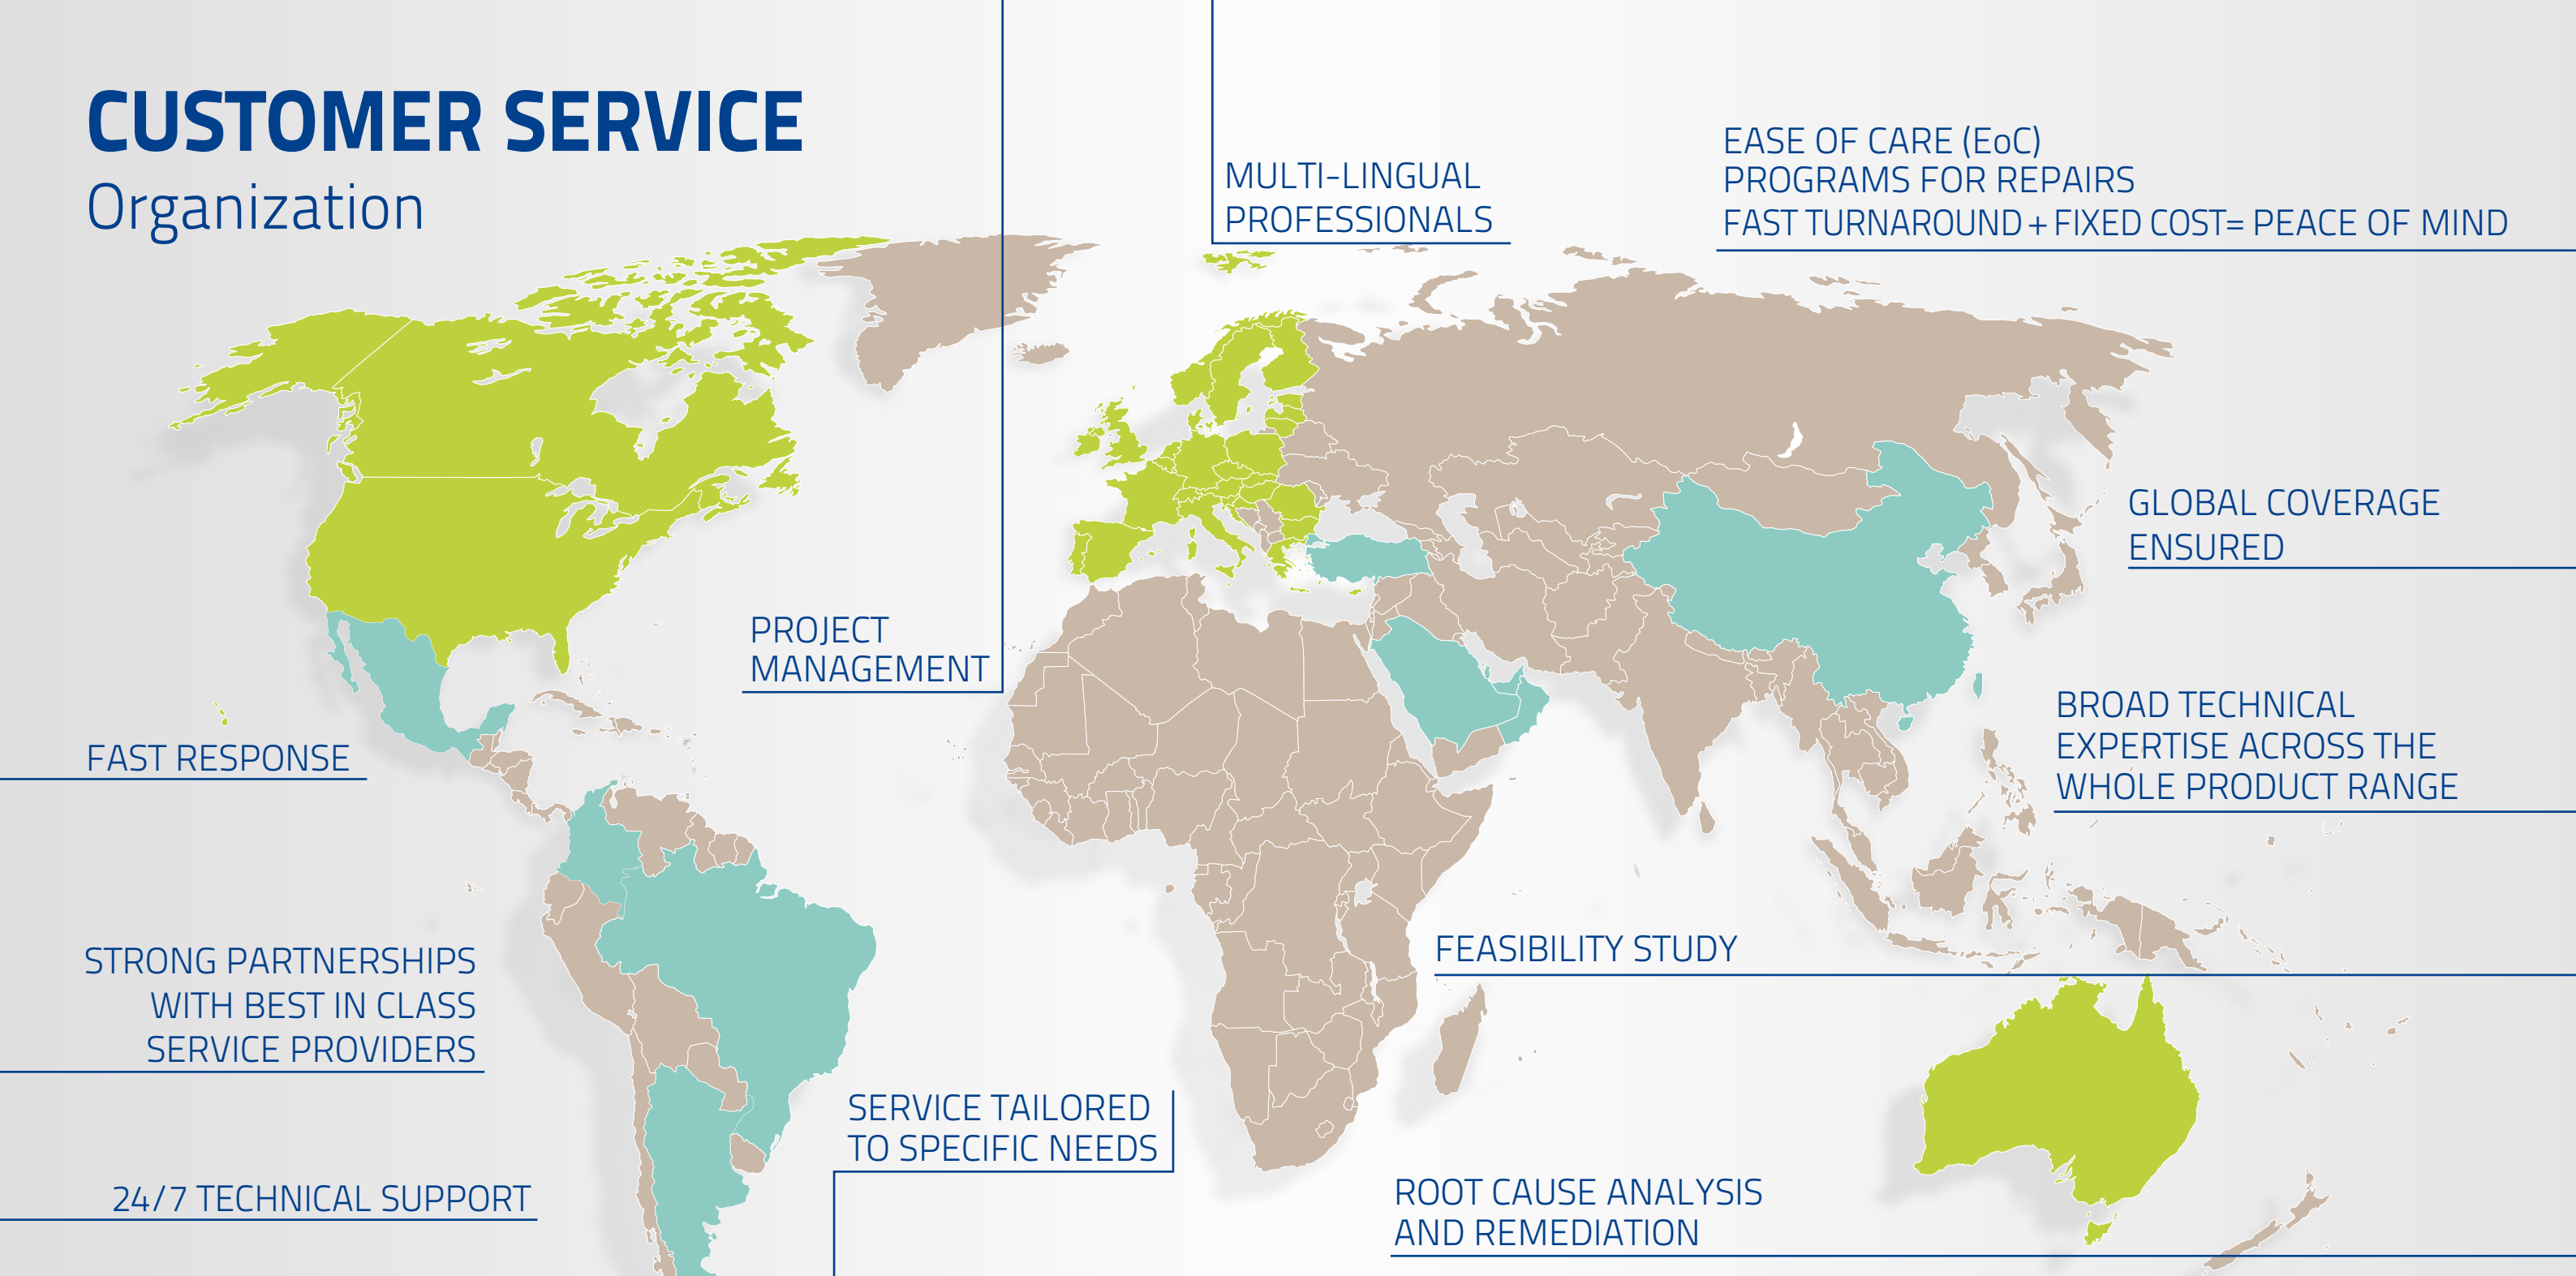 CUSTOMER SERVICE
Organization
MULTI-LINGUAL
PROFESSIONALS
EASE OF CARE (EoC)
PROGRAMS FOR REPAIRS
FAST TURNAROUND + FIXED COST= PEACE OF MIND
GLOBAL COVERAGE
ENSURED
PROJECT
MANAGEMENT
BROAD TECHNICAL
EXPERTISE ACROSS THE
WHOLE PRODUCT RANGE
FAST RESPONSE
FEASIBILITY STUDY
STRONG PARTNERSHIPS
WITH BEST IN CLASS
SERVICE PROVIDERS
SERVICE TAILORED
TO SPECIFIC NEEDS
24/7 TECHNICAL SUPPORT
ROOT CAUSE ANALYSIS
AND REMEDIATION